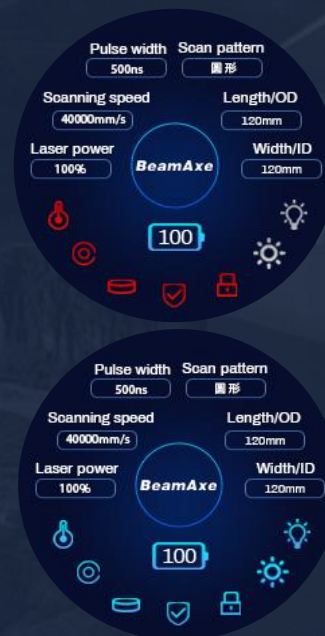 Pulse width Scan pattern
500ns 圓形
Scanning speed Length/OD
40000mm/s 120mm
Laser power Width/ID
100% BeamAxe 120mm
100
Pulse width Scan pattern
500ns 圓形
Scanning speed Length/OD
40000mm/s 120mm
Laser power Width/ID
100% BeamAxe 120mm
100